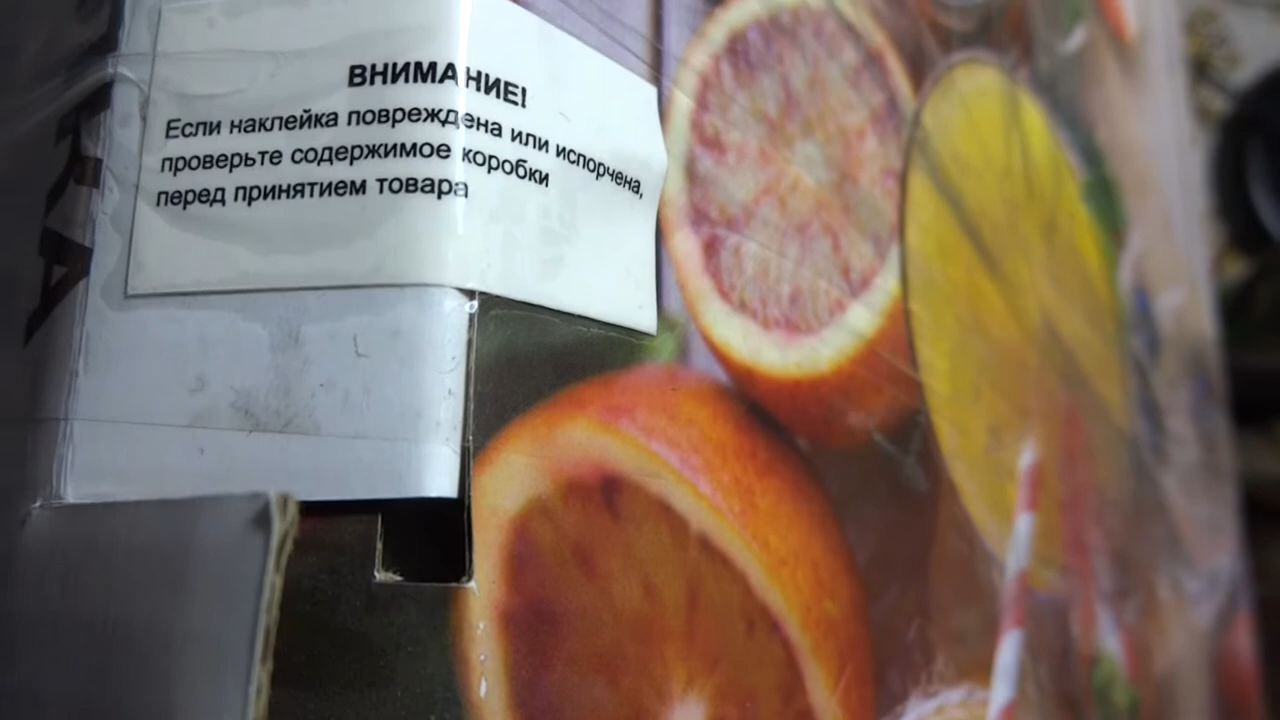 ВНИМАНИЕ!
Если наклейка повреждена или испорчена,
проверьте содержимое коробки
перед принятием товара